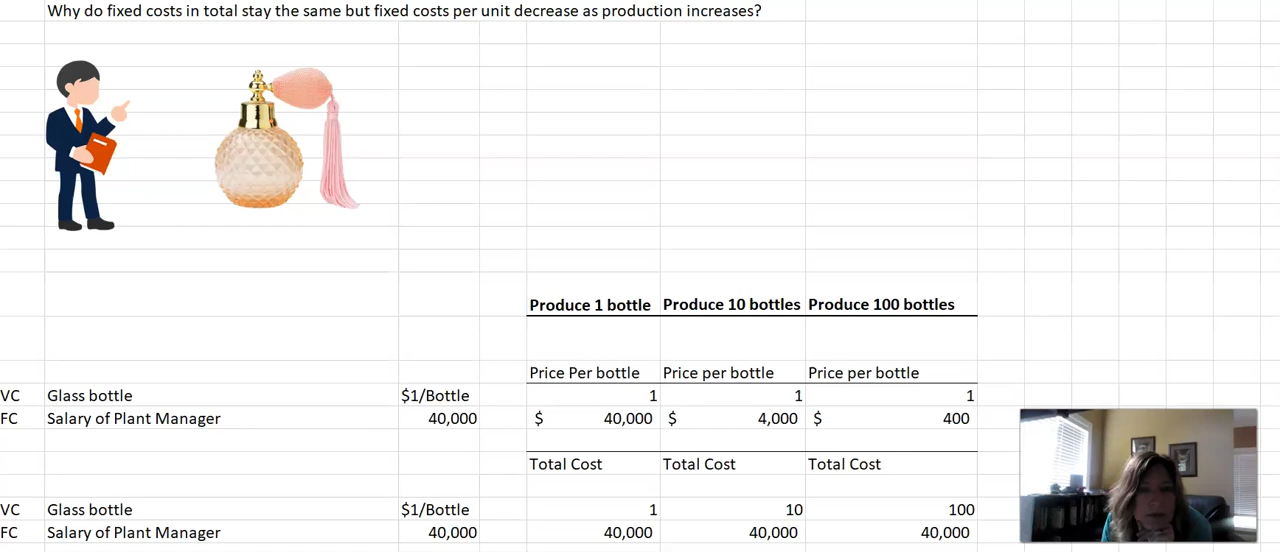 Why do fixed costs in total stay the same but fixed costs per unit decrease as production increases?
Produce 1 bottle Produce 10 bottles Produce 100 bottles
Price Per bottle Price per bottle Price per bottle
VC Glass bottle $1/Bottle 1 1 1
FC Salary of Plant Manager 40,000 $ 40,000 $ 4,000 $ 400
Total Cost Total Cost Total Cost
VC Glass bottle $1/Bottle 1 10 100
FC Salary of Plant Manager 40,000 40,000 40,000 40,000